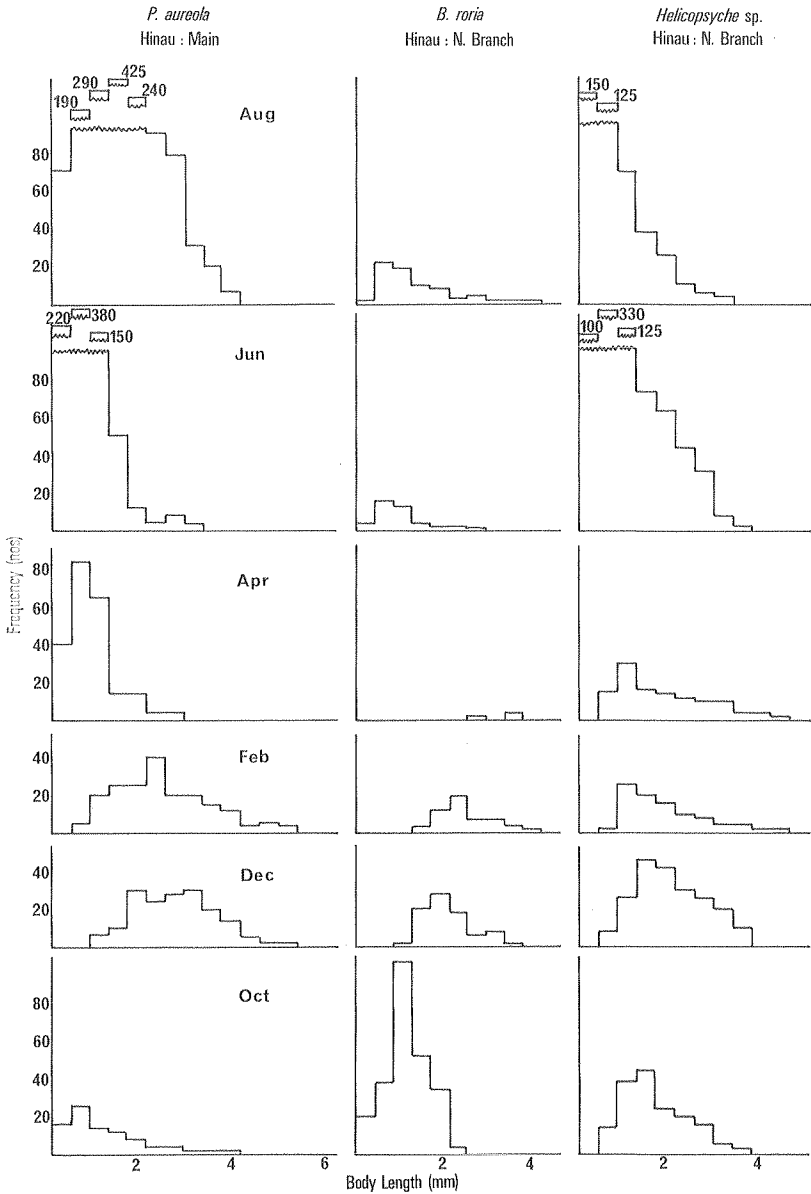 P. aureola B. roria Helicopsyche sp.
Hinau : Main Hinau : N. Branch Hinau : N. Branch
425
290 240
190
150
125
Aug
80
60
40
20
380
220
150
330
100 125
Jun
80
60
40
20
Frequency (nos)
Apr
80
60
40
20
Feb
40
20
Dec
40
20
Oct
80
60
40
20
2 4 6 2 4 2 4
Body Length (mm)